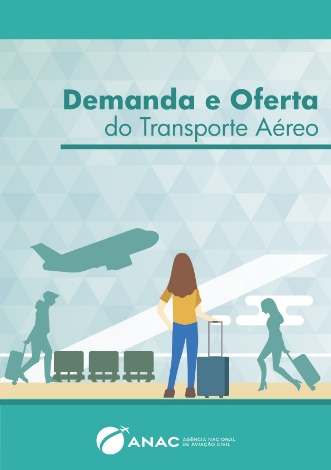 Demanda e Oferta
do Transporte Aéreo
ANAC
AGÊNCIA NACIONAL
DE AVIAÇÃO CIVIL